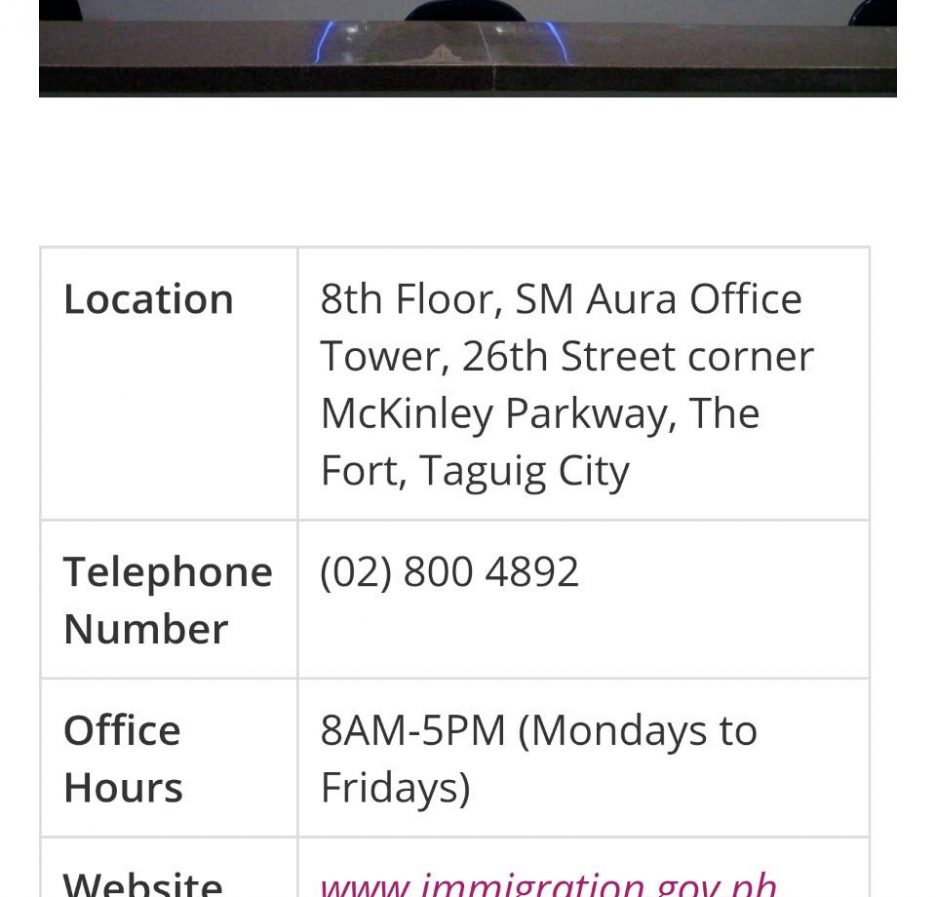 Location
8th Floor, SM Aura Office
Tower, 26th Street corner
McKinley Parkway, The
Fort, Taguig City
Telephone
Number
(02) 800 4892
Office
Hours
8AM-5PM (Mondays to
Fridays)
Website
www.immigration.gov.ph